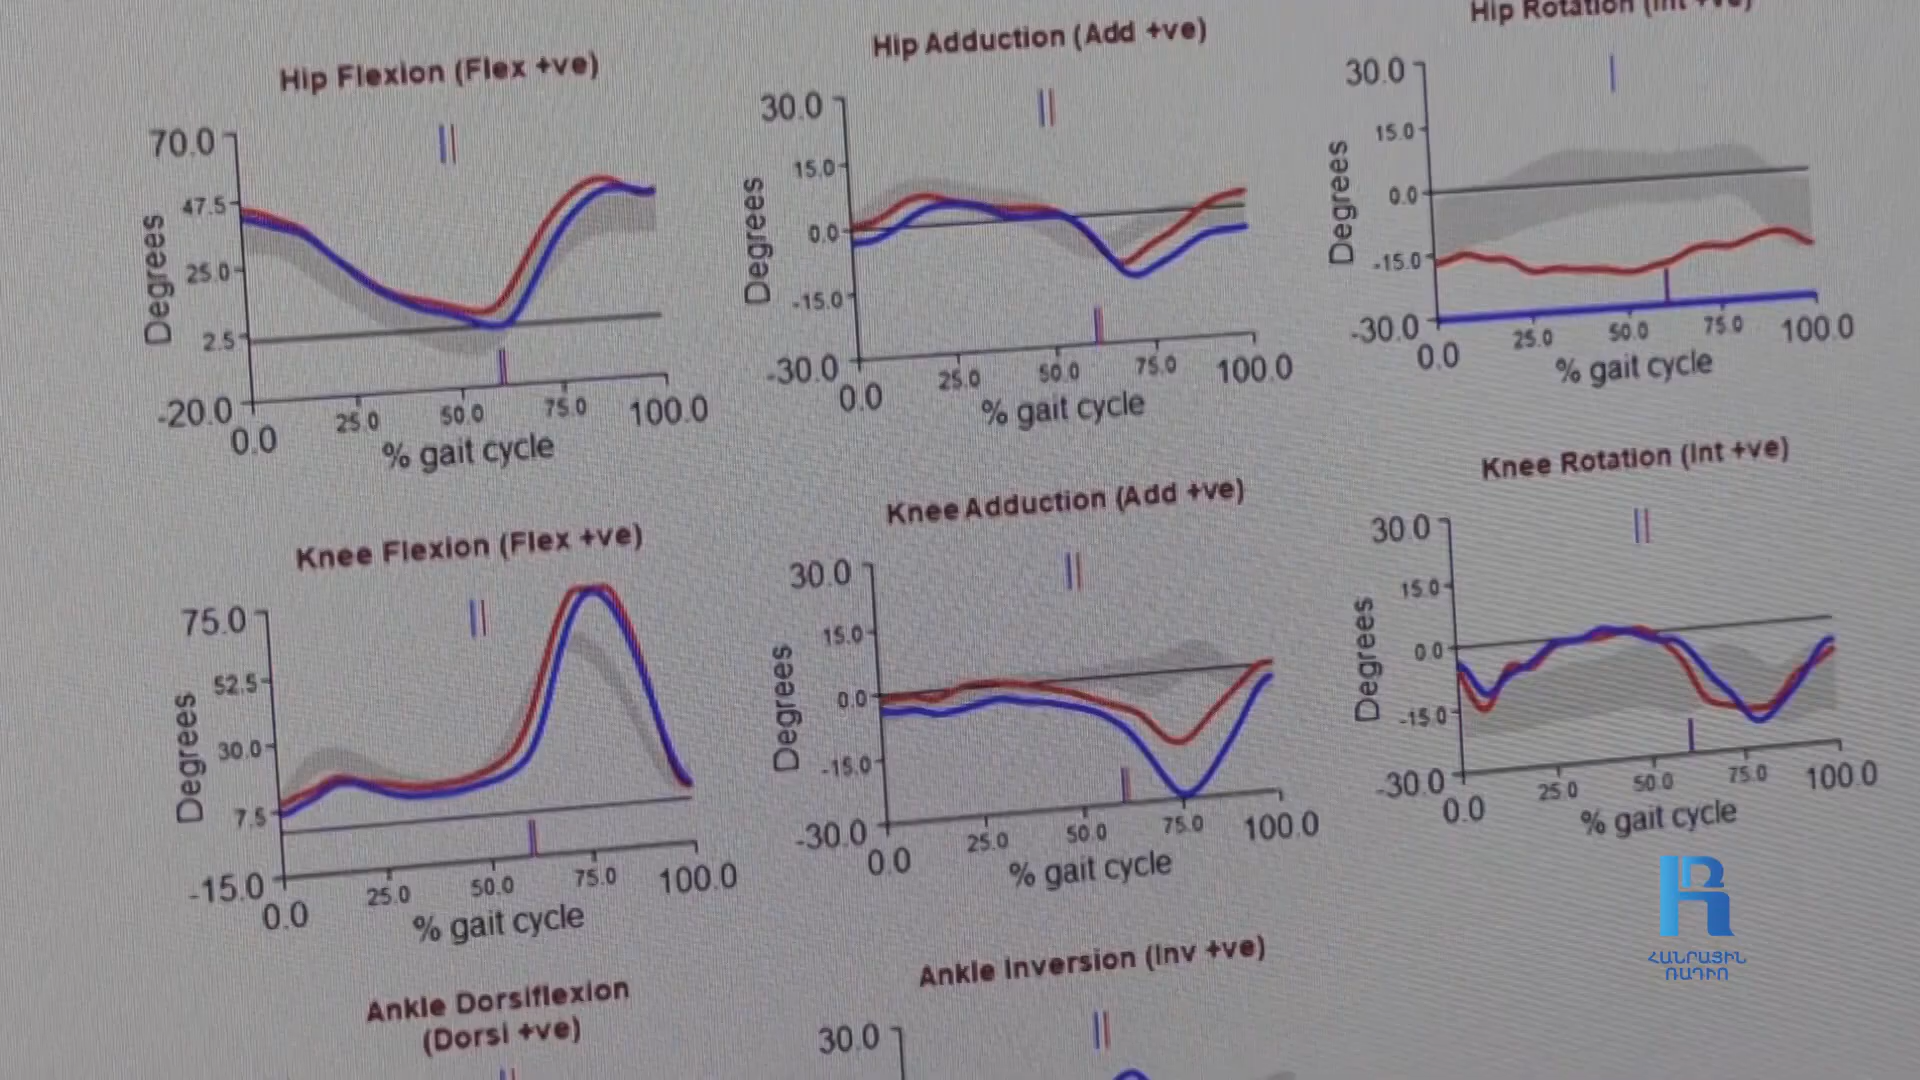 Hip Flexion (Flex +ve)
70.0
47.5
25.0
2.5
-20.0
Degrees
0.0
25.0
50.0
75.0
100.0
% gait cycle
Hip Adduction (Add +ve)
30.0
15.0
0.0
-15.0
-30.0
Degrees
0.0
25.0
50.0
75.0
100.0
% gait cycle
Hip Rotation (Int +ve)
30.0
15.0
0.0
-15.0
-30.0
Degrees
0.0
25.0
50.0
75.0
100.0
% gait cycle
Knee Flexion (Flex +ve)
75.0
52.5
30.0
7.5
-15.0
Degrees
0.0
25.0
50.0
75.0
100.0
% gait cycle
Knee Adduction (Add +ve)
30.0
15.0
0.0
-15.0
-30.0
Degrees
0.0
25.0
50.0
75.0
100.0
% gait cycle
Knee Rotation (Int +ve)
30.0
15.0
0.0
-15.0
-30.0
Degrees
0.0
25.0
50.0
75.0
100.0
% gait cycle
Ankle Dorsiflexion
(Dorsi +ve)
Ankle Inversion (Inv +ve)
30.0
ՀԱՆՐԱՅԻՆ
ՌԱԴԻՈ